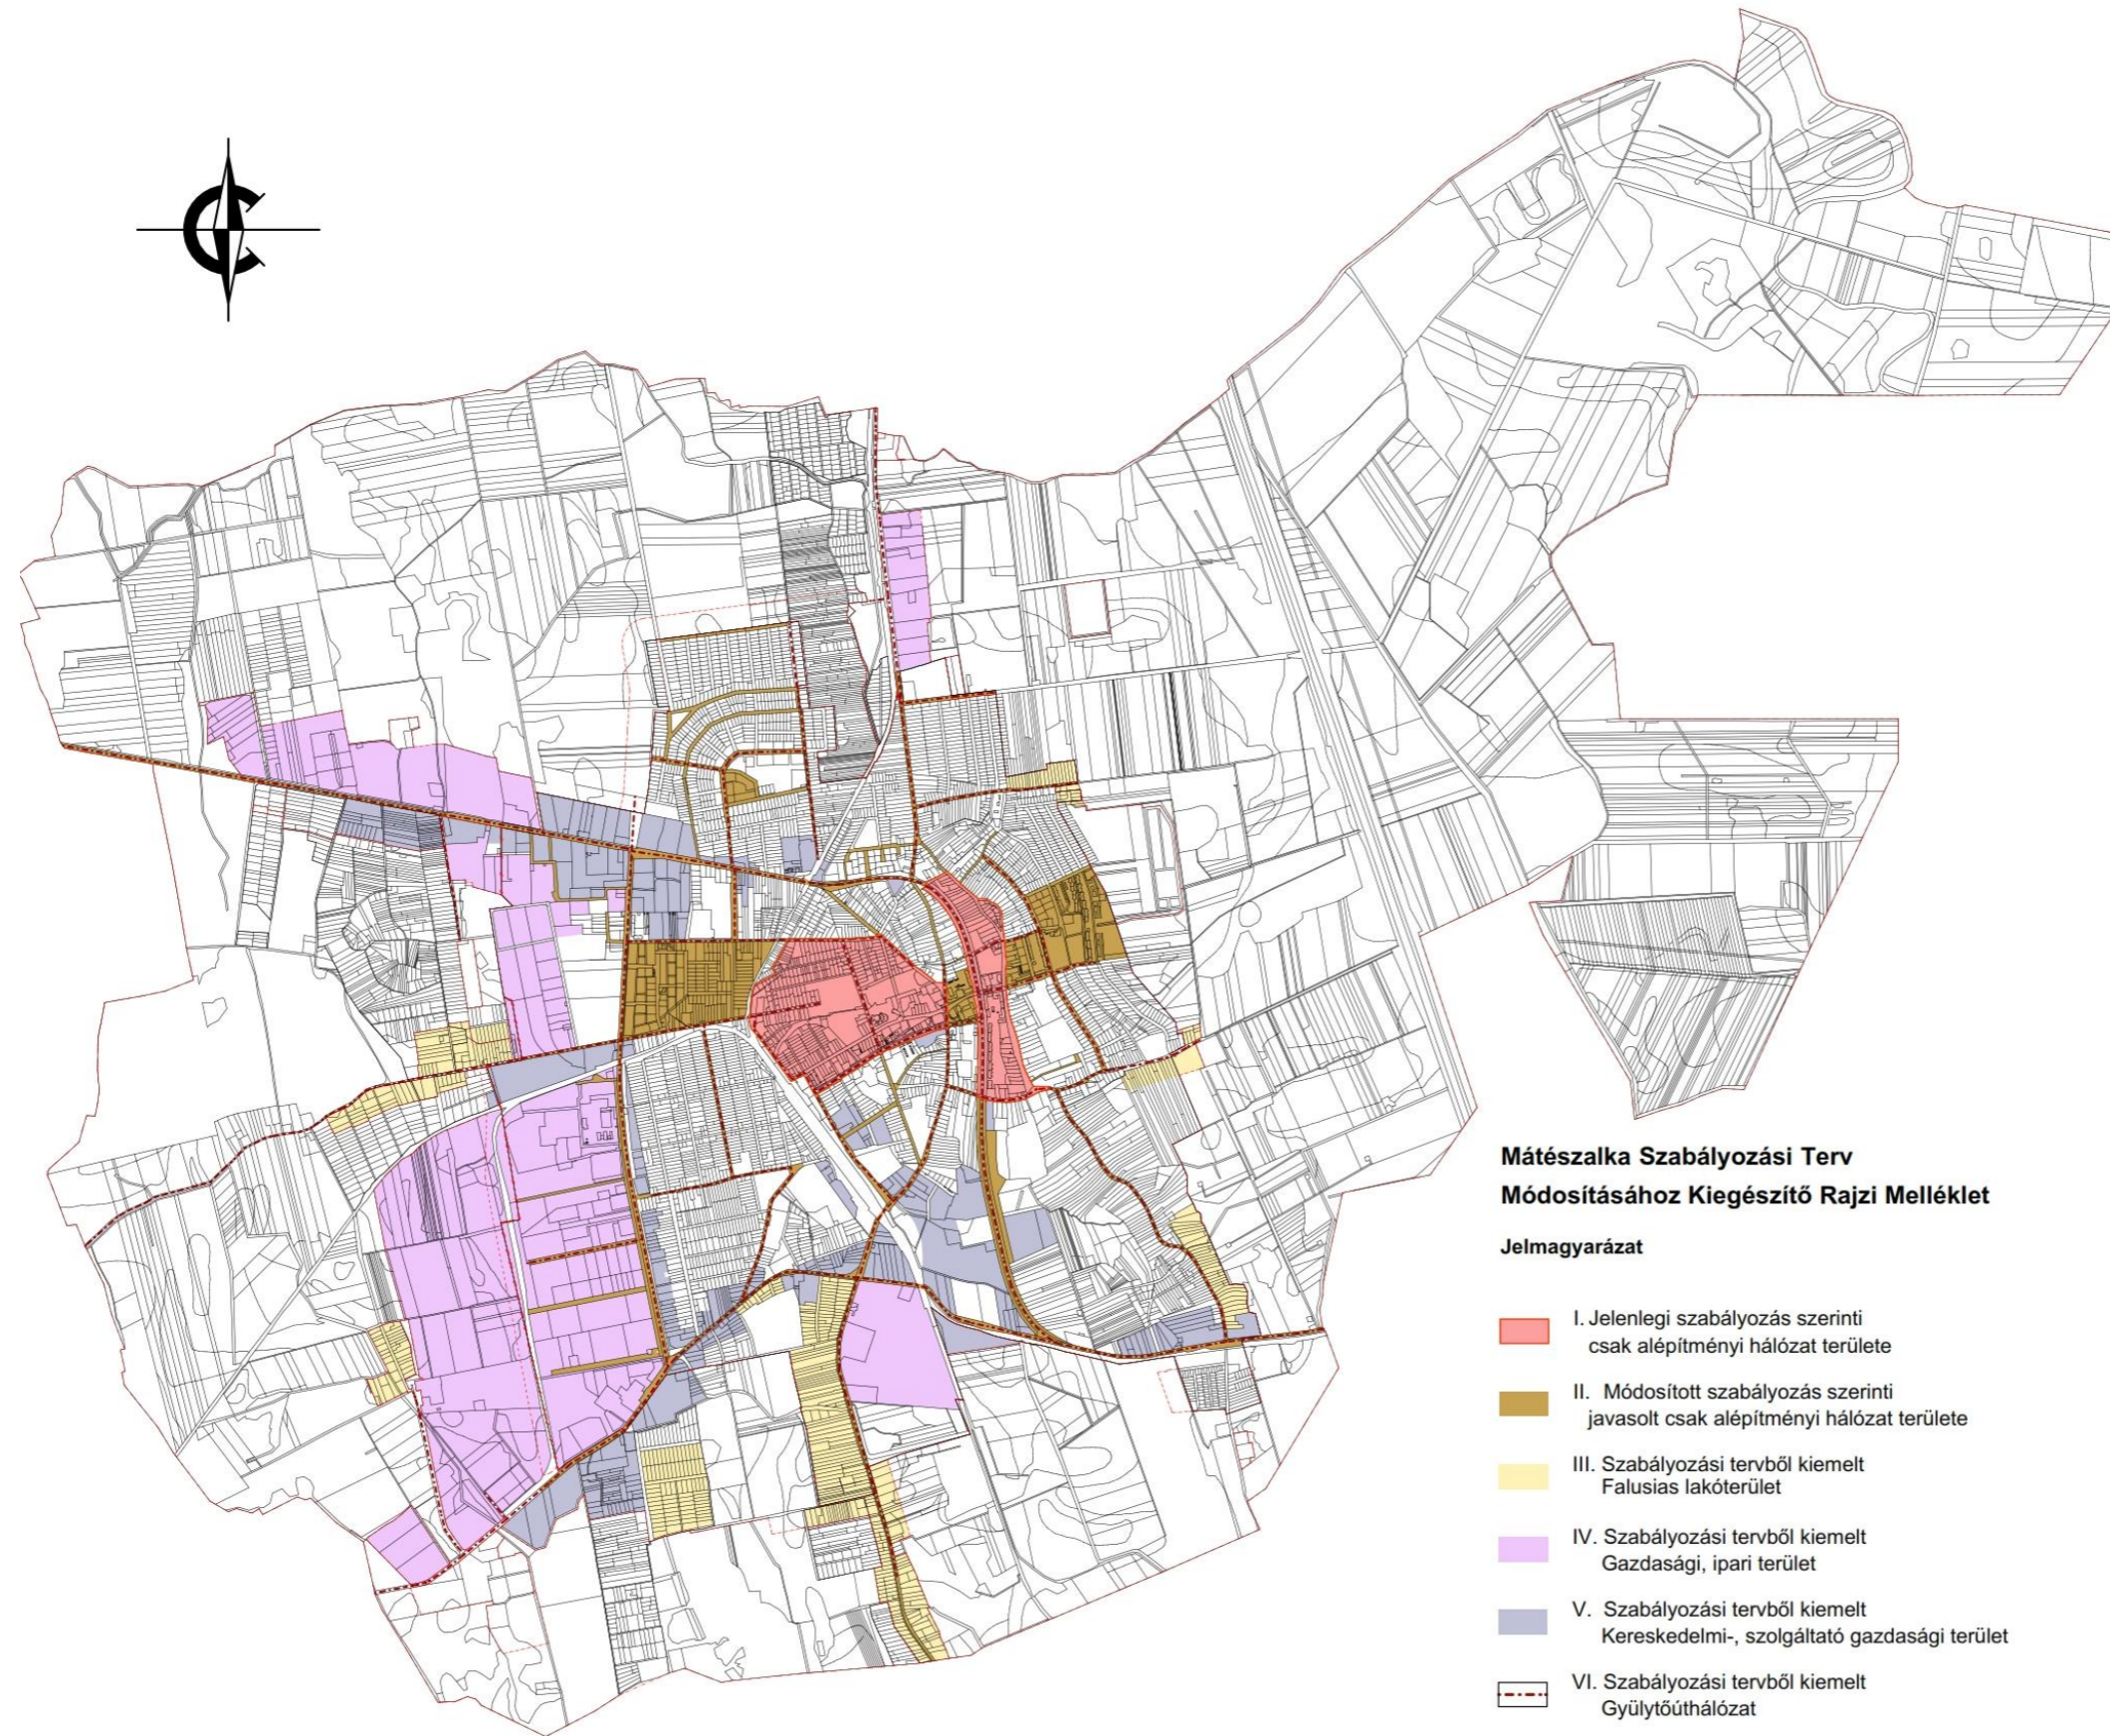 Mátészalka Szabályozási Terv
Módosításához Kiegészítő Rajzi Melléklet
Jelmagyarázat
I. Jelenlegi szabályozás szerinti
csak alépítményi hálózat területe
II. Módosított szabályozás szerinti
javasolt csak alépítményi hálózat területe
III. Szabályozási tervből kiemelt
Falusias lakóterület
IV. Szabályozási tervből kiemelt
Gazdasági, ipari terület
V. Szabályozási tervből kiemelt
Kereskedelmi-, szolgáltató gazdasági terület
VI. Szabályozási tervből kiemelt
Gyülytőúthálózat